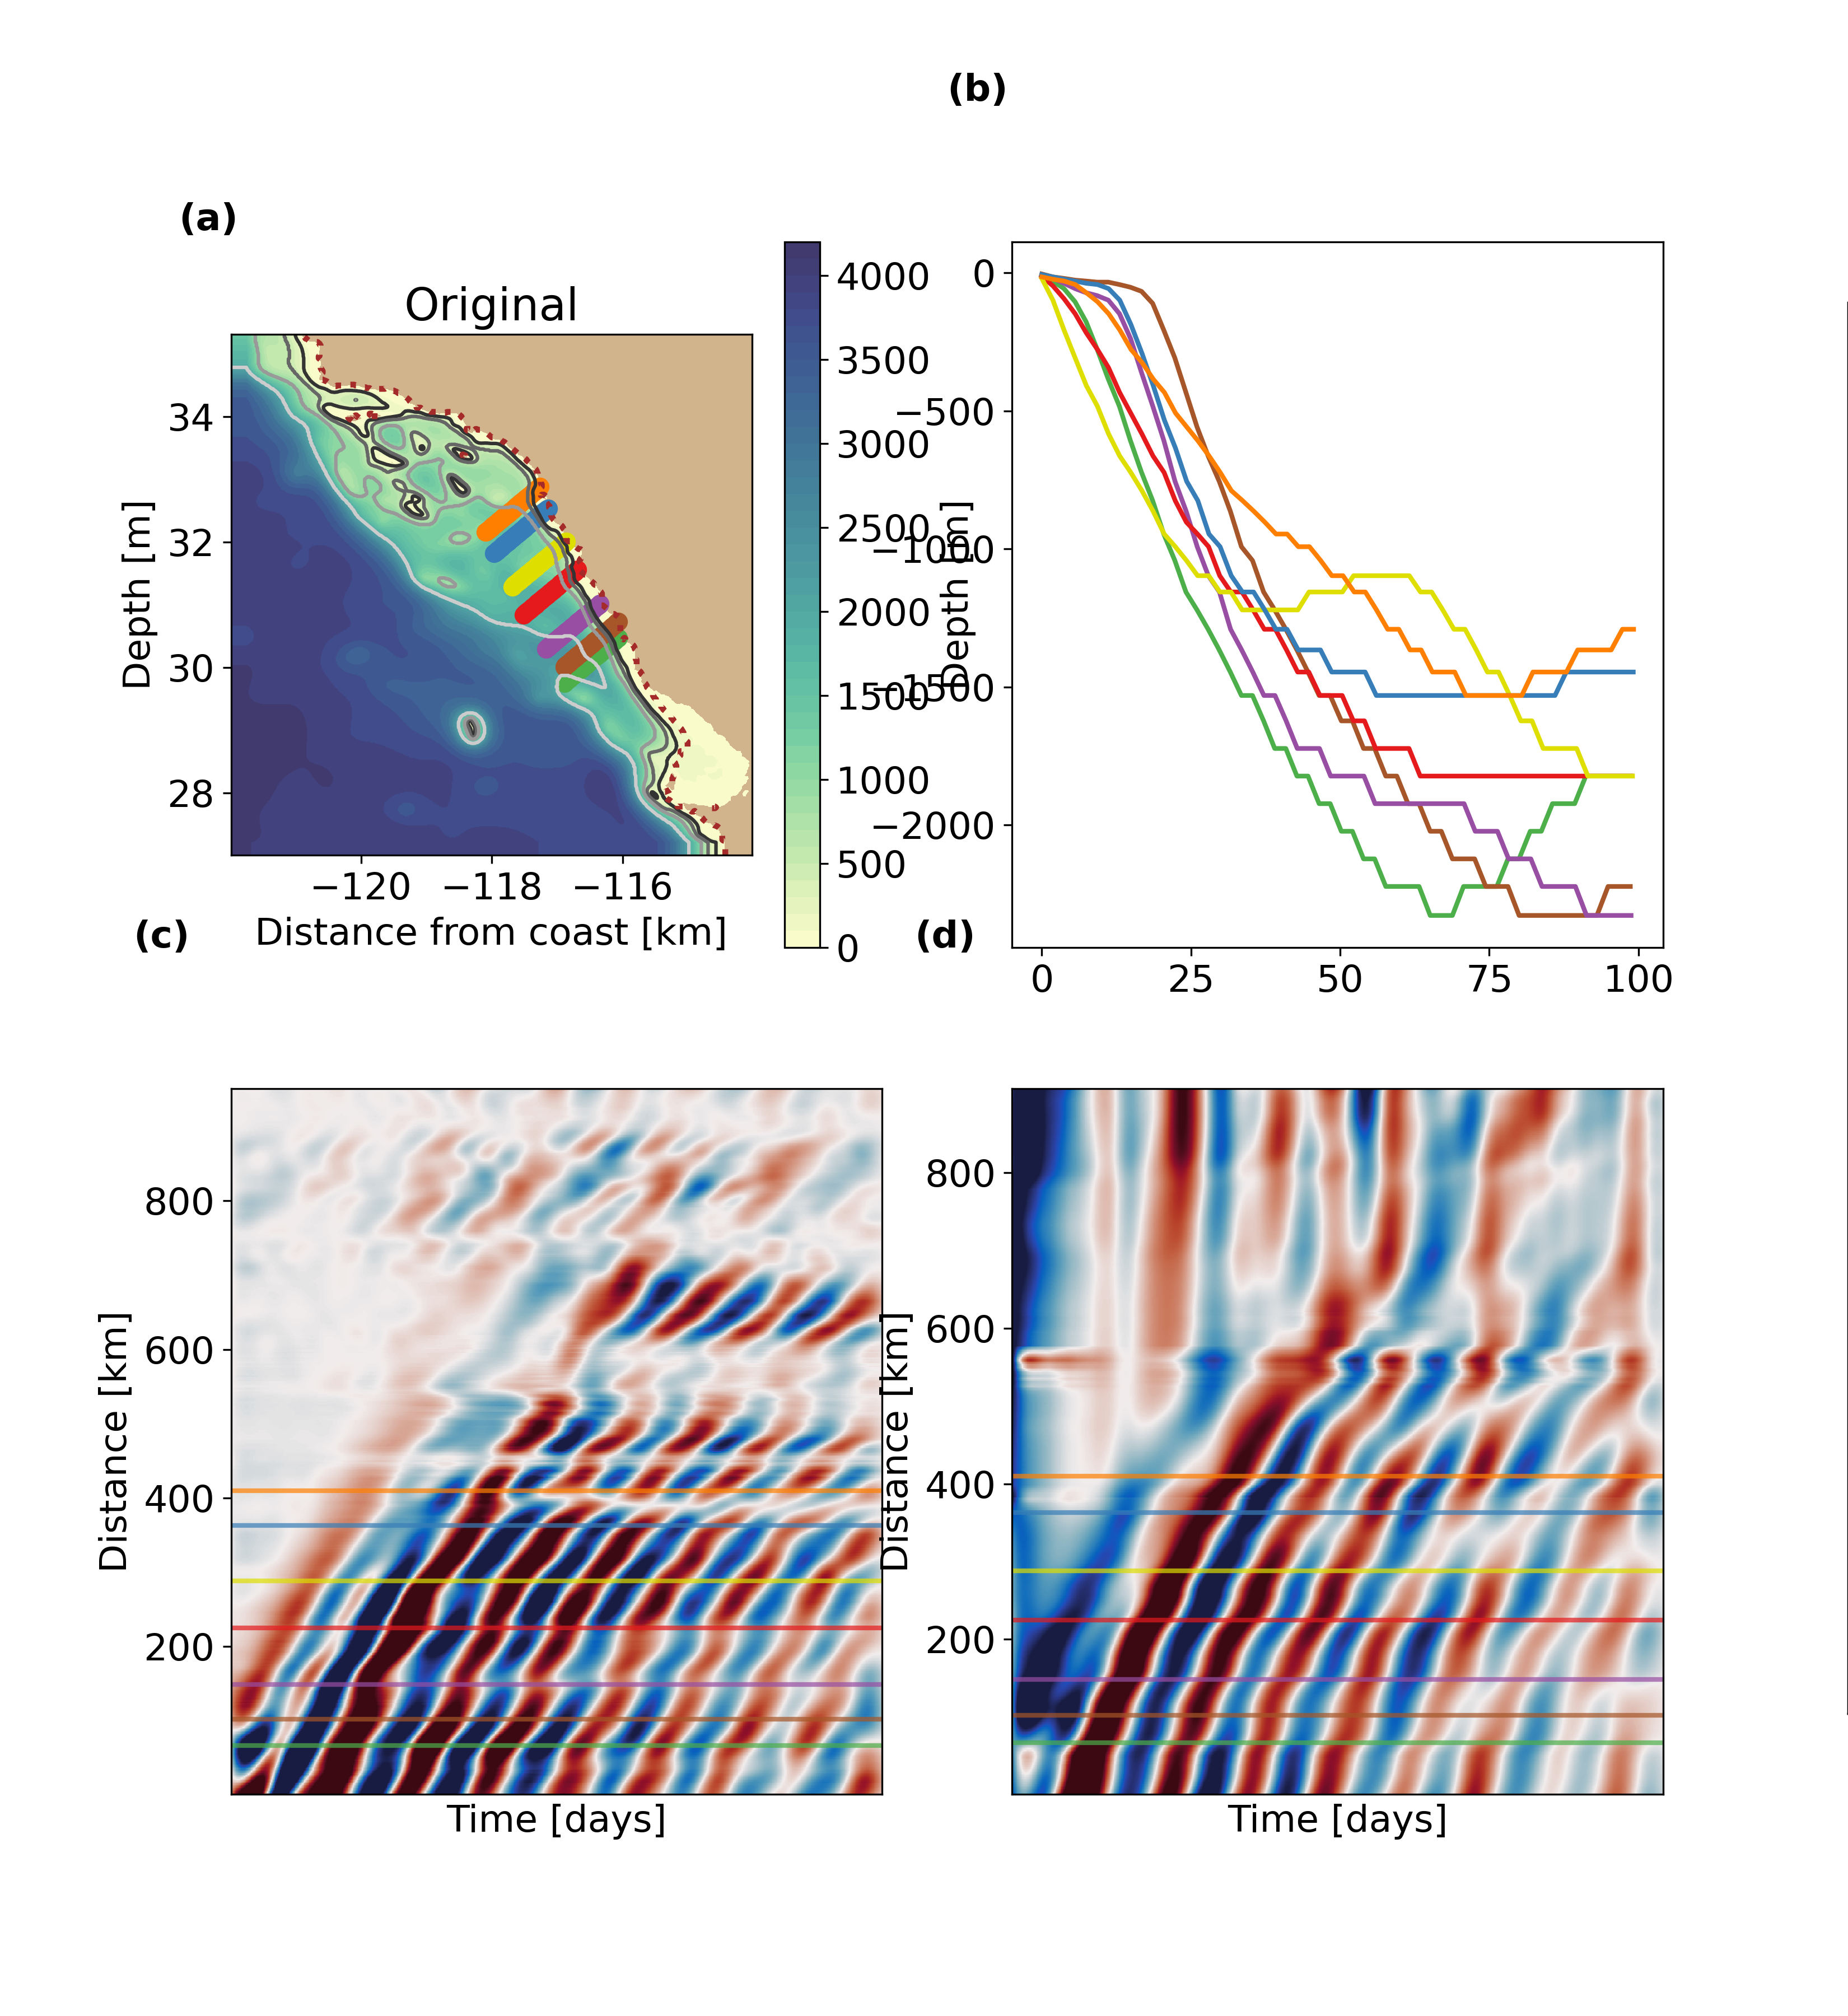 (b)
(a)
Original
Depth [m]
34
32
30
28
−120
−118
−116
Distance from coast [km]
4000
3500
3000
2500
2000
1500
1000
500
0
Depth [m]
0
−500
−1000
−1500
−2000
0
25
50
75
100
(c)
(d)
Distance [km]
800
600
400
200
Time [days]
Distance [km]
800
600
400
200
Time [days]